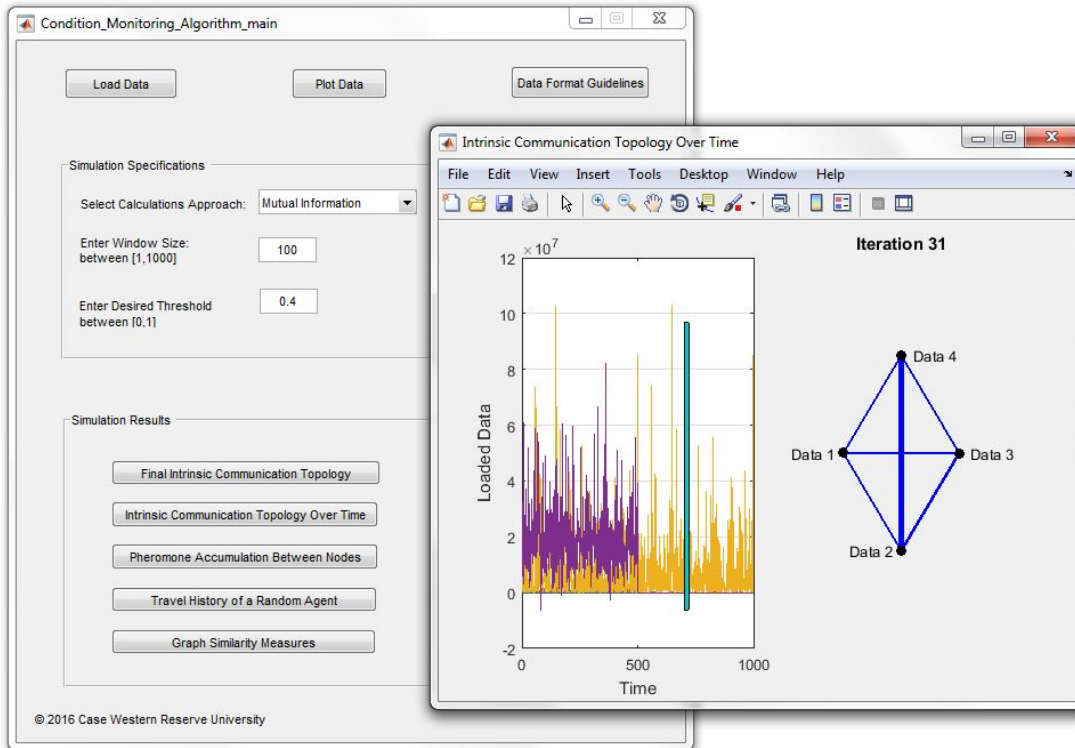 Condition_Monitoring_Algorithm_main
Load Data
Plot Data
Data Format Guidelines
Simulation Specifications
Select Calculations Approach:
Mutual Information
Enter Window Size:
between [1,1000]
100
Enter Desired Threshold
between [0,1]
0.4
Simulation Results
Final Intrinsic Communication Topology
Intrinsic Communication Topology Over Time
Pheromone Accumulation Between Nodes
Travel History of a Random Agent
Graph Similarity Measures
© 2016 Case Western Reserve University
Intrinsic Communication Topology Over Time
File Edit View Insert Tools Desktop Window Help
× 10^7
12
10
8
6
4
2
0
-2
Loaded Data
0 500 1000
Time
Iteration 31
Data 4
Data 1
Data 3
Data 2